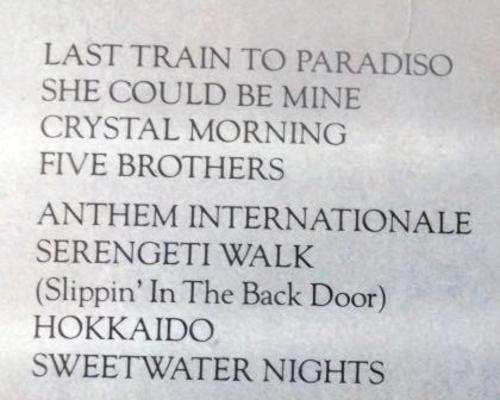 LAST TRAIN TO PARADISO
SHE COULD BE MINE
CRYSTAL MORNING
FIVE BROTHERS
ANTHEM INTERNATIONALE
SERENGETI WALK
(Slippin' In The Back Door)
HOKKAIDO
SWEETWATER NIGHTS